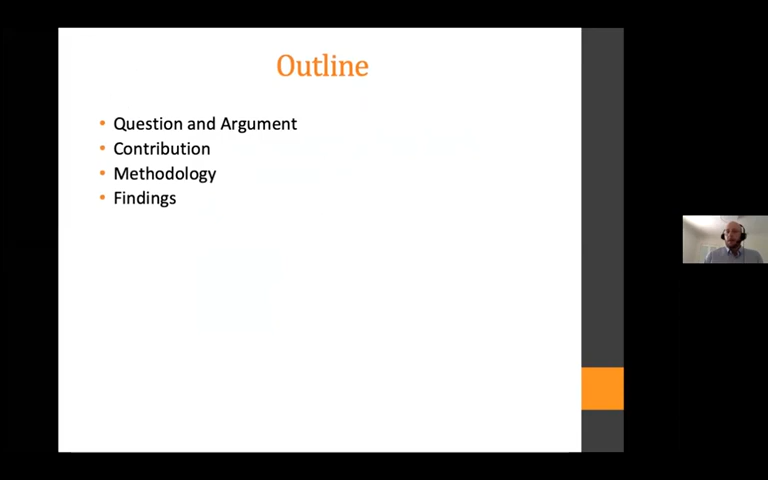 Outline
• Question and Argument
• Contribution
• Methodology
• Findings